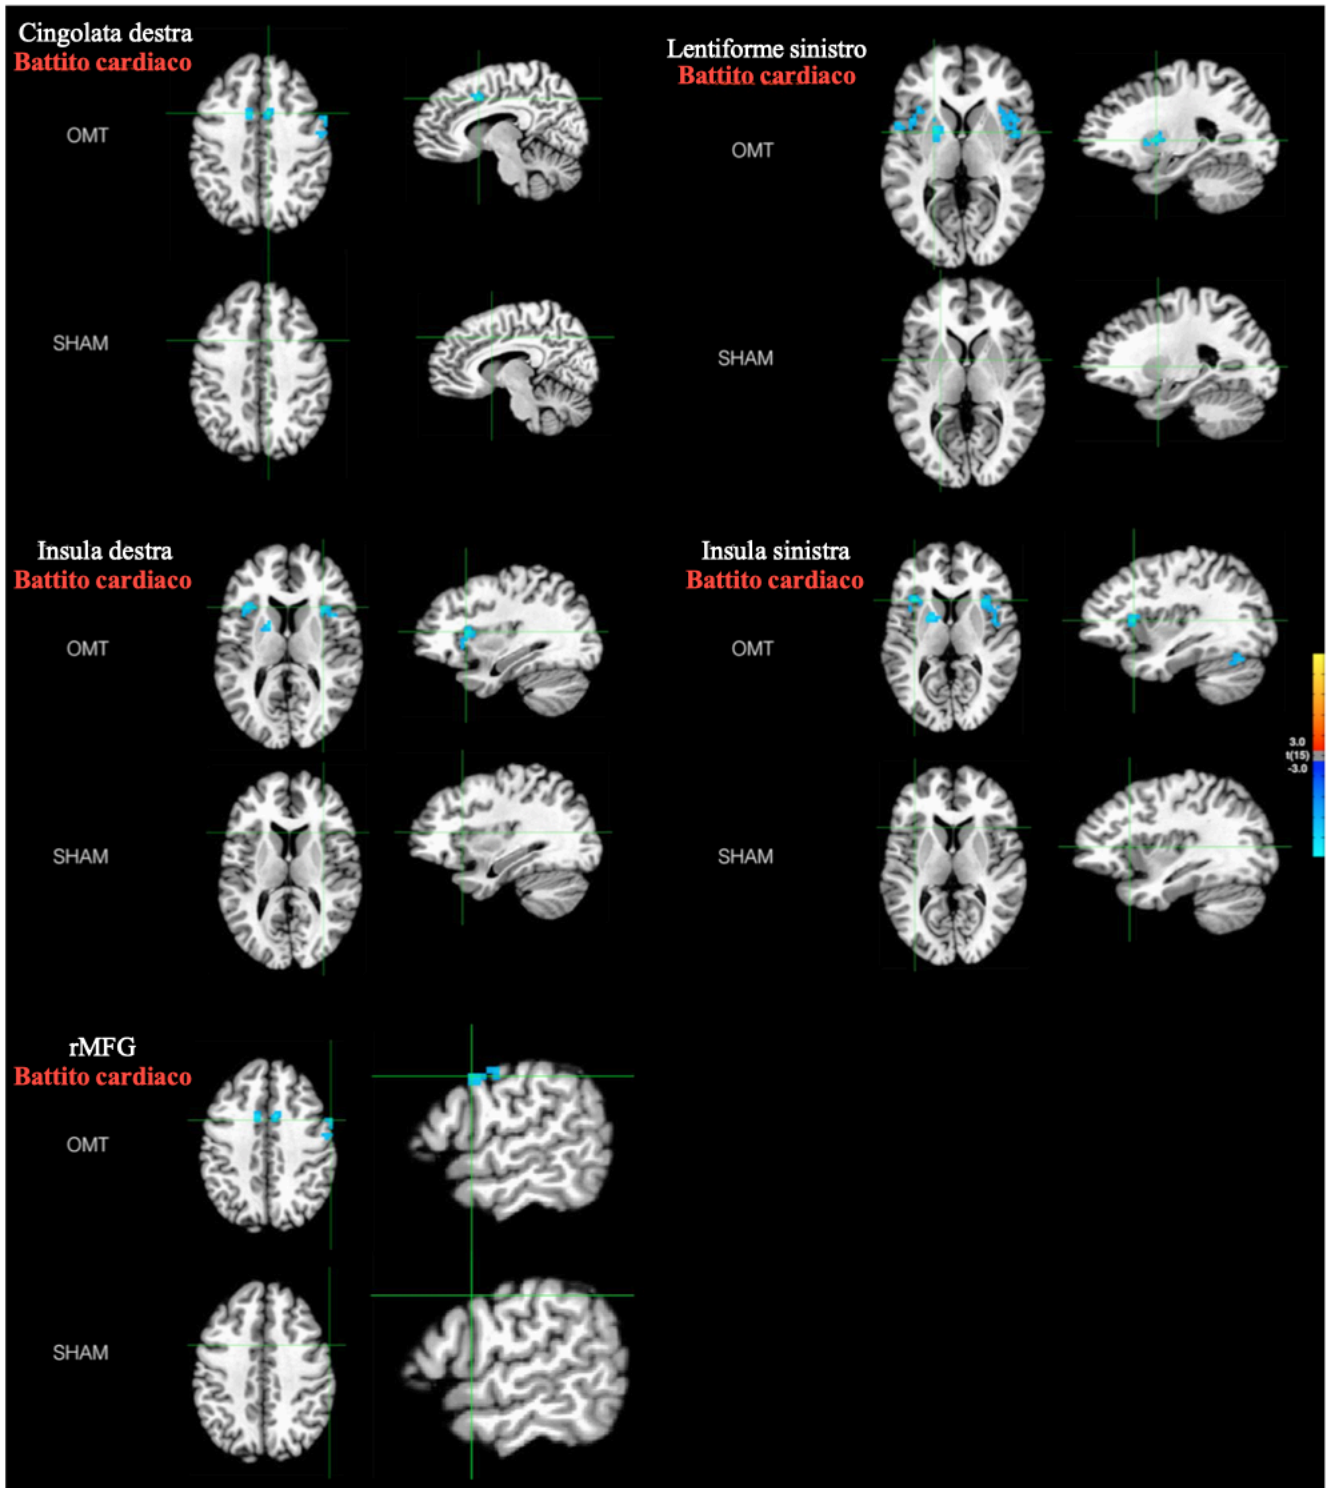 Cingolata destra
Battito cardiaco
OMT
SHAM
Lentiforme sinistro
Battito cardiaco
OMT
SHAM
Insula destra
Battito cardiaco
OMT
SHAM
Insula sinistra
Battito cardiaco
OMT
SHAM
3.0
t(15)
-3.0
rMFG
Battito cardiaco
OMT
SHAM